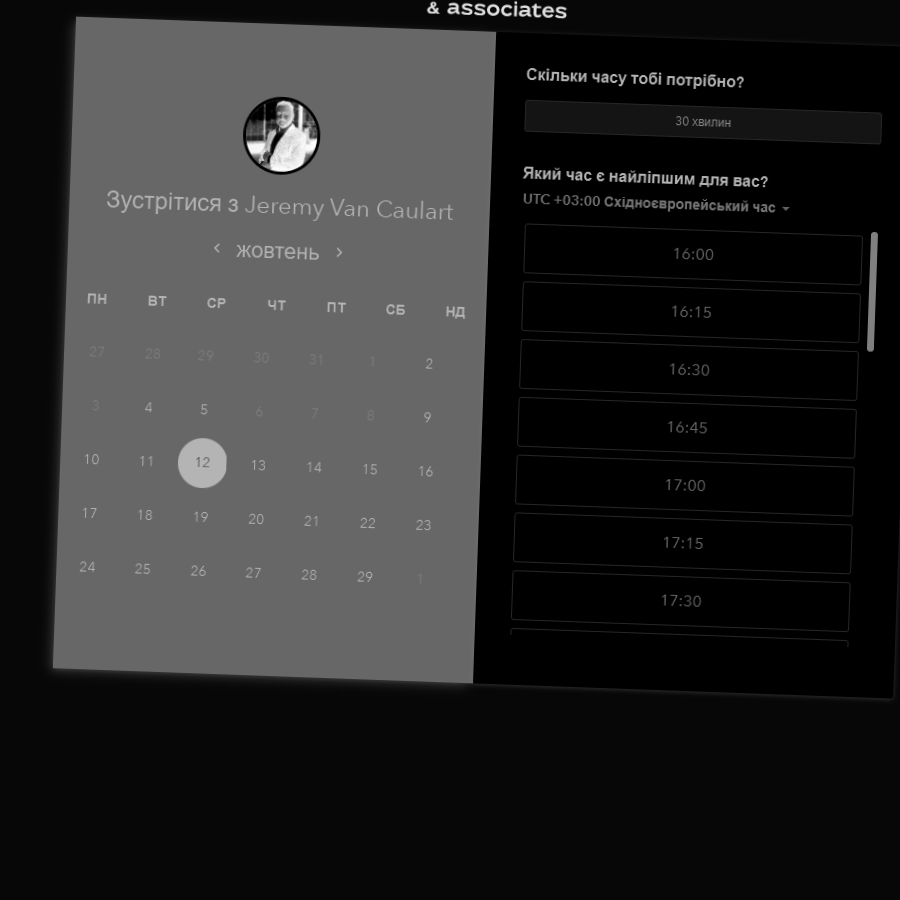 & associates
Зустрітися з Jeremy Van Caulart
‹ жовтень ›
ПН ВТ СР ЧТ ПТ СБ НД
27 28 29 30 31 1 2
3 4 5 6 7 8 9
10 11 12 13 14 15 16
17 18 19 20 21 22 23
24 25 26 27 28 29 1
Скільки часу тобі потрібно?
30 хвилин
Який час є найліпшим для вас?
UTC +03:00 Східноєвропейський час
16:00
16:15
16:30
16:45
17:00
17:15
17:30